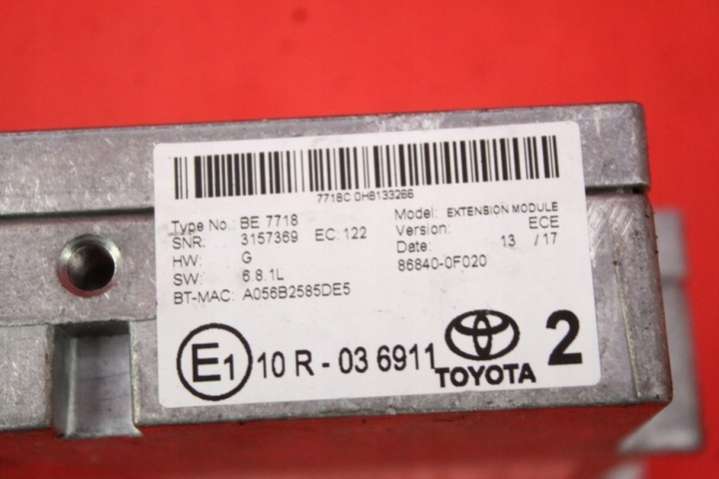 7718C 0H8133266
Type No.: BE 7718
Model: EXTENSION MODULE
SNR: 3157369 EC: 122
Version: ECE
HW: G
Date: 13 / 17
SW: 6.8.1L
86840-0F020
BT-MAC: A056B2585DE5
E1 10 R - 03 6911 TOYOTA 2